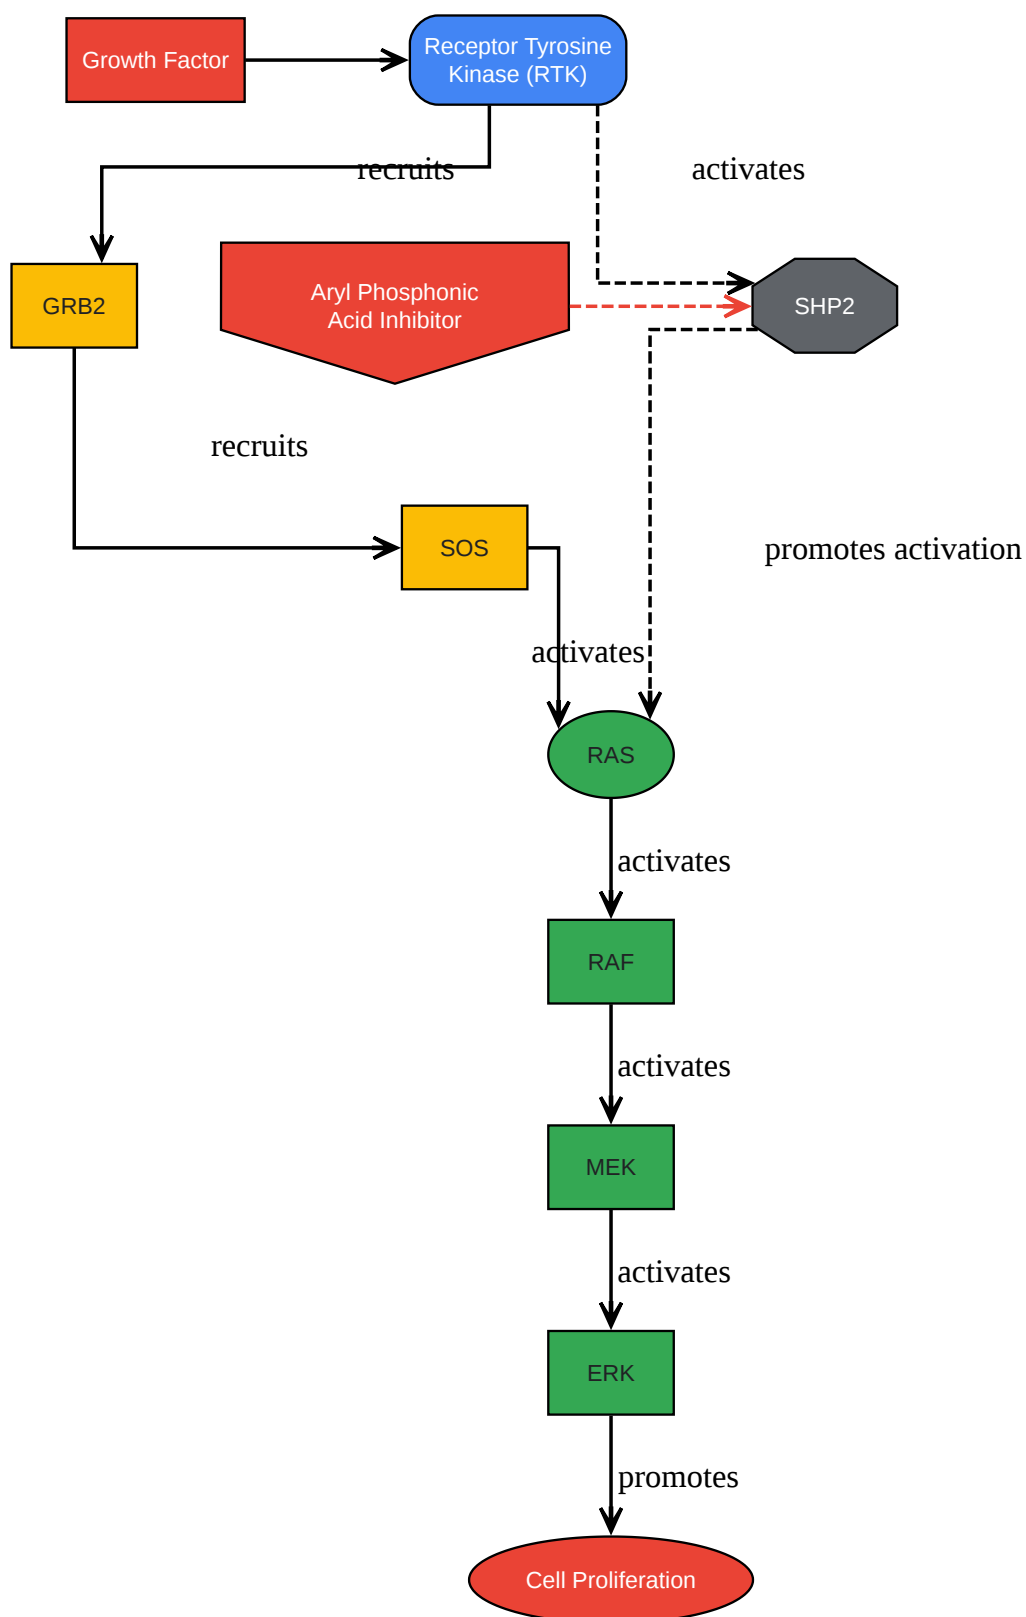 Growth Factor
Receptor Tyrosine
Kinase (RTK)
recruits
activates
GRB2
Aryl Phosphonic
Acid Inhibitor
SHP2
recruits
SOS
promotes activation
activates
RAS
activates
RAF
activates
MEK
activates
ERK
promotes
Cell Proliferation